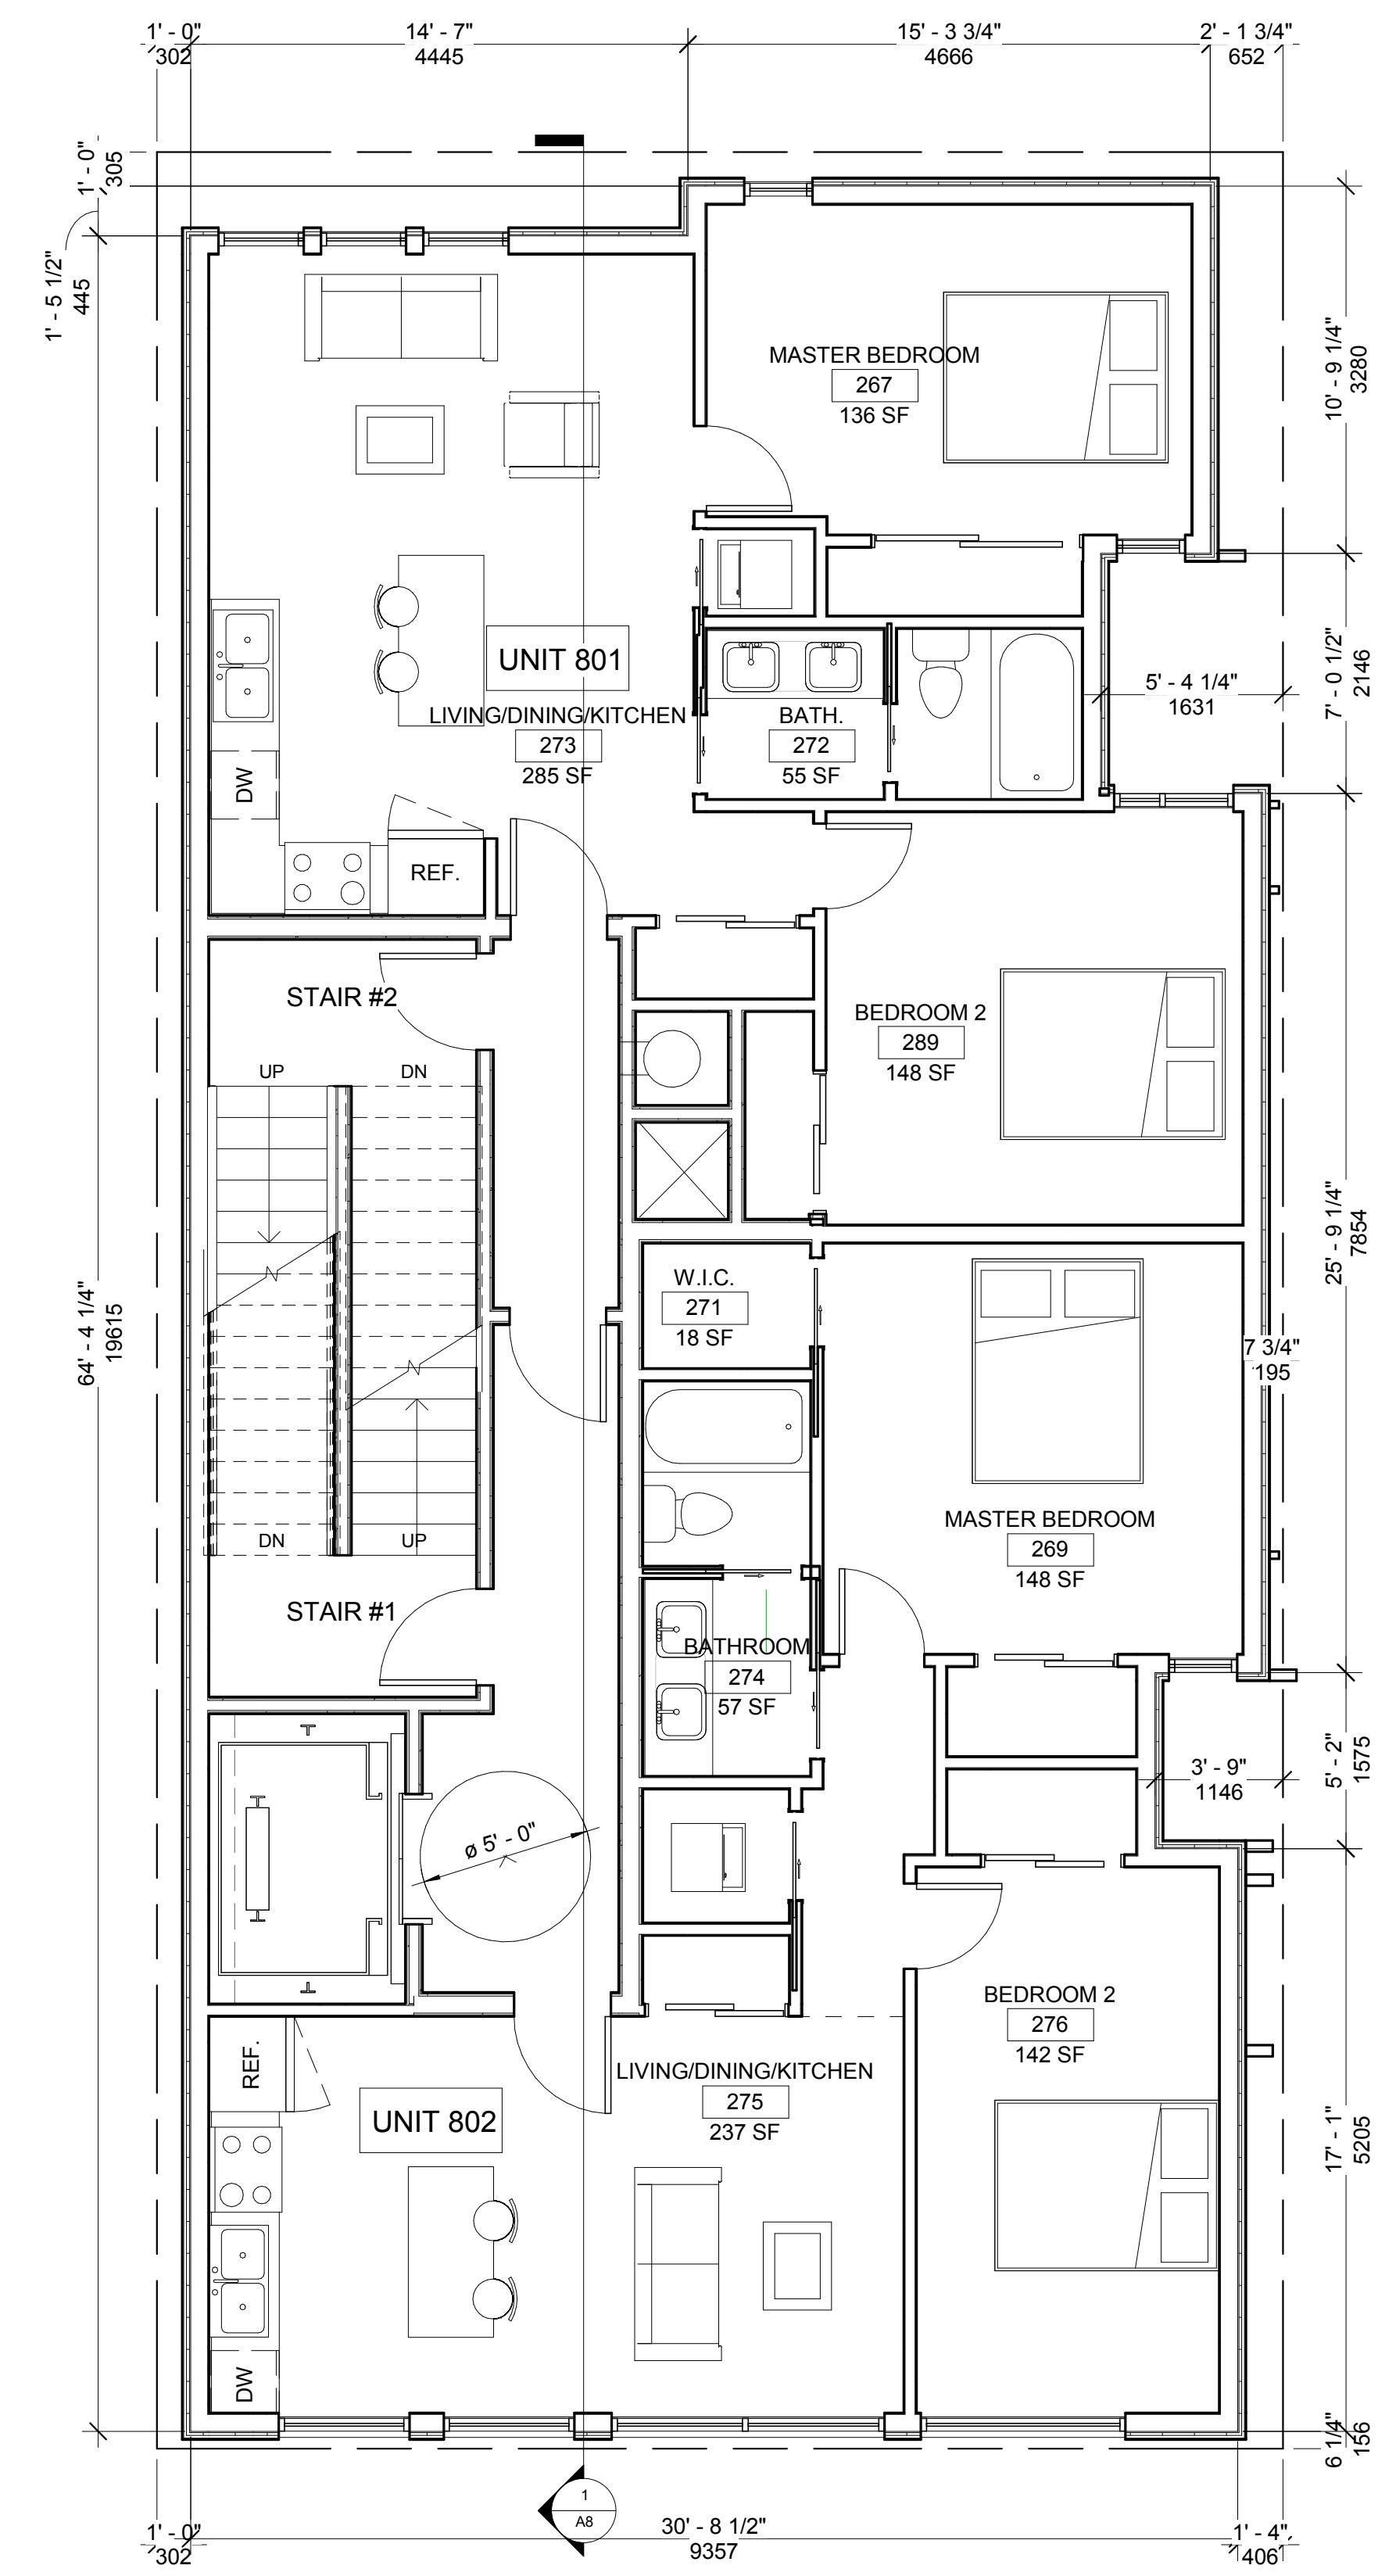 1' - 0"
302
14' - 7"
4445
15' - 3 3/4"
4666
2' - 1 3/4"
652
1' - 0"
305
1' - 5 1/2"
445
MASTER BEDROOM
267
136 SF
10' - 9 1/4"
3280
UNIT 801
LIVING/DINING/KITCHEN
273
285 SF
BATH.
272
55 SF
5' - 4 1/4"
1631
7' - 0 1/2"
2146
DW
REF.
STAIR #2
BEDROOM 2
289
148 SF
UP
DN
W.I.C.
271
18 SF
64' - 4 1/4"
19615
25' - 9 1/4"
7854
7 3/4"
195
MASTER BEDROOM
269
148 SF
DN
UP
STAIR #1
BATHROOM
274
57 SF
3' - 9"
1146
5' - 2"
1575
ø 5' - 0"
BEDROOM 2
276
142 SF
REF.
LIVING/DINING/KITCHEN
275
237 SF
UNIT 802
17' - 1"
5205
DW
6 1/4"
156
1
A8
1' - 0"
302
30' - 8 1/2"
9357
1' - 4"
406